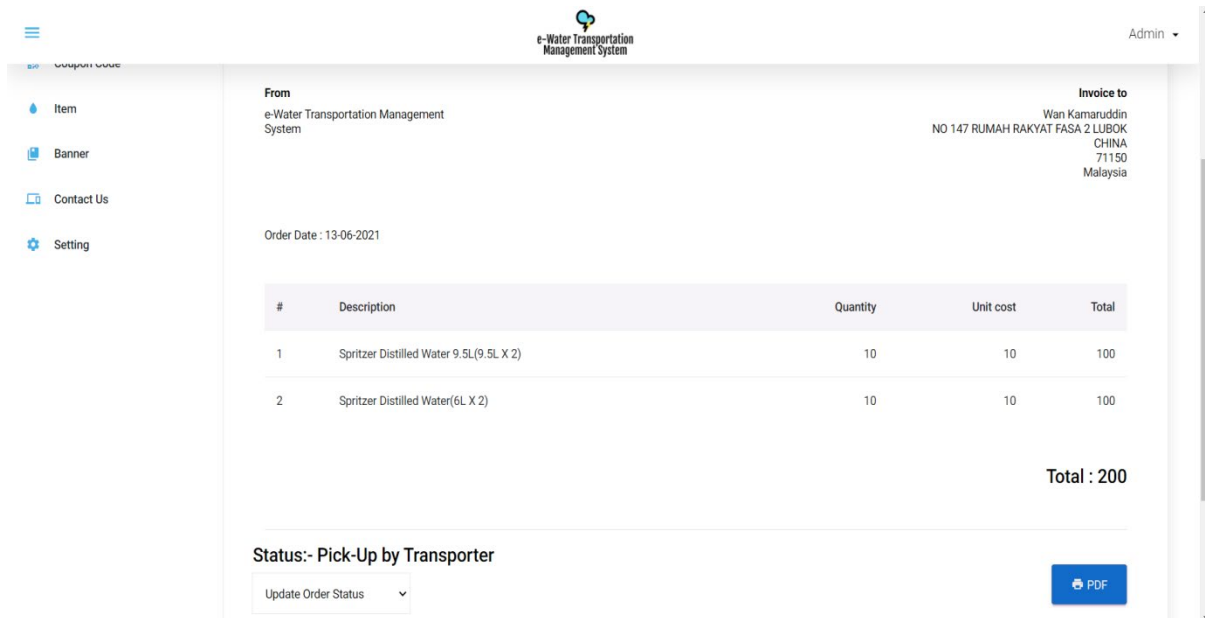 e-Water Transportation
Management System
Admin
Coupon Code
Item
Banner
Contact Us
Setting
From
e-Water Transportation Management
System
Invoice to
Wan Kamaruddin
NO 147 RUMAH RAKYAT FASA 2 LUBOK
CHINA
71150
Malaysia
Order Date : 13-06-2021
# Description Quantity Unit cost Total
1 Spritzer Distilled Water 9.5L(9.5L X 2) 10 10 100
2 Spritzer Distilled Water(6L X 2) 10 10 100
Total : 200
Status:- Pick-Up by Transporter
Update Order Status
PDF